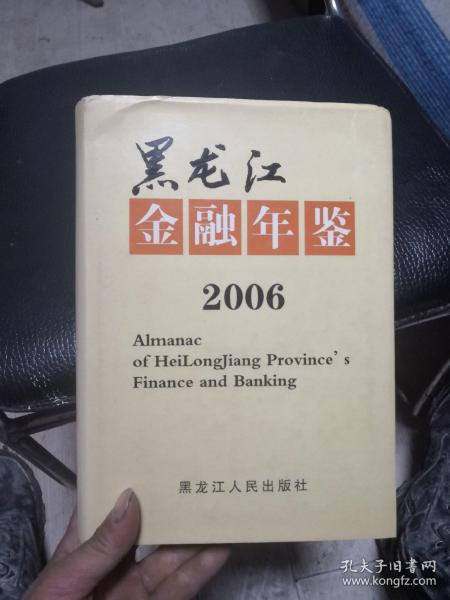 黑龙江
金融年鉴
2006
Almanac
of HeiLongJiang Province's
Finance and Banking
黑龙江人民出版社
孔夫子旧书网
www.kongfz.com